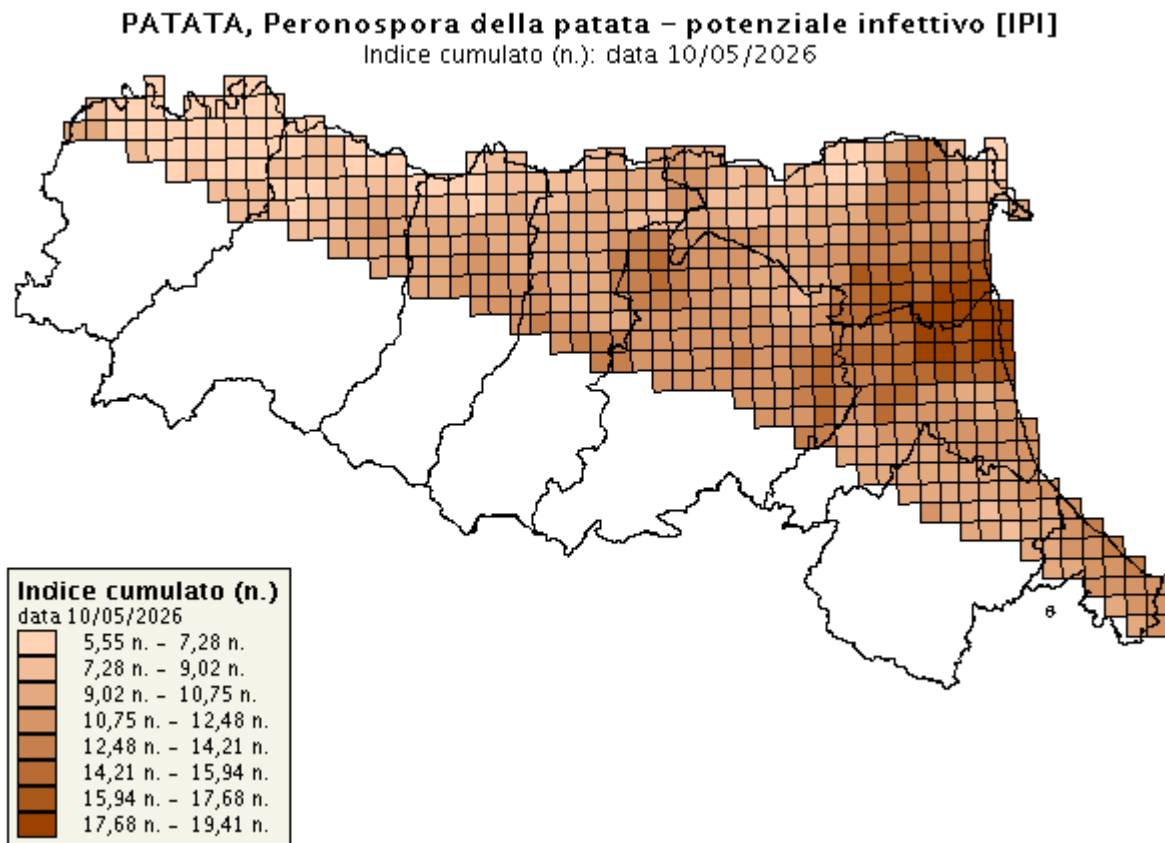 PATATA, Peronospora della patata – potenziale infettivo [IPI]
Indice cumulato (n.): data 10/05/2026
Indice cumulato (n.)
data 10/05/2026
5,55 n. – 7,28 n.
7,28 n. – 9,02 n.
9,02 n. – 10,75 n.
10,75 n. – 12,48 n.
12,48 n. – 14,21 n.
14,21 n. – 15,94 n.
15,94 n. – 17,68 n.
17,68 n. – 19,41 n.